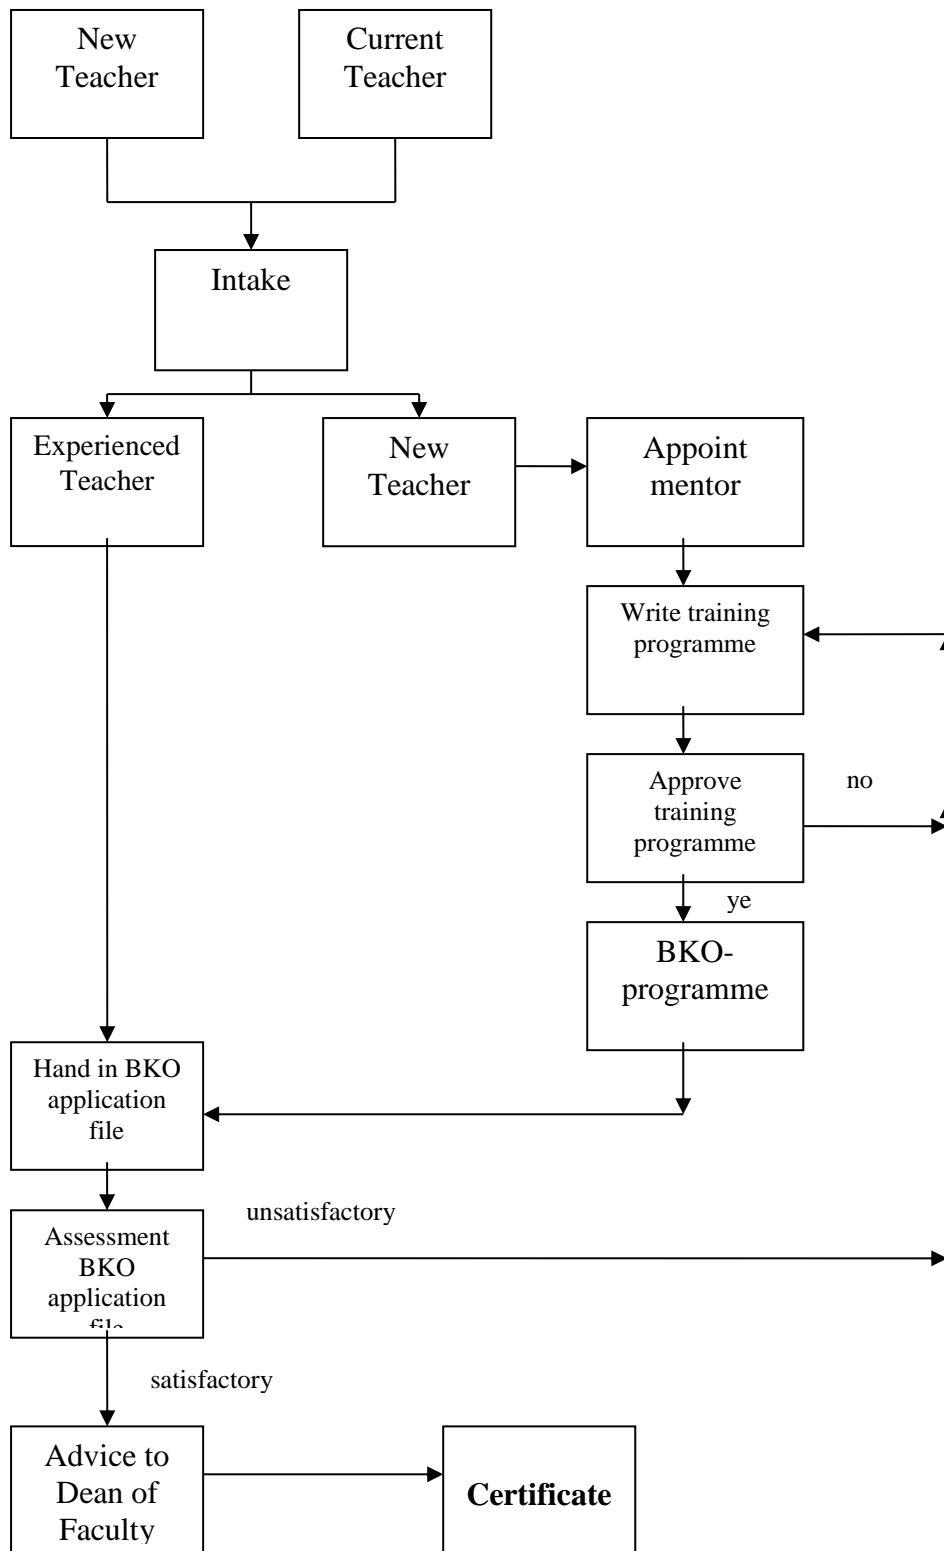 New
Teacher
Current
Teacher
Intake
Experienced
Teacher
New
Teacher
Appoint
mentor
Write training
programme
Approve
training
programme
no
ye
BKO-
programme
Hand in BKO
application
file
unsatisfactory
Assessment
BKO
application
file
satisfactory
Advice to
Dean of
Faculty
Certificate